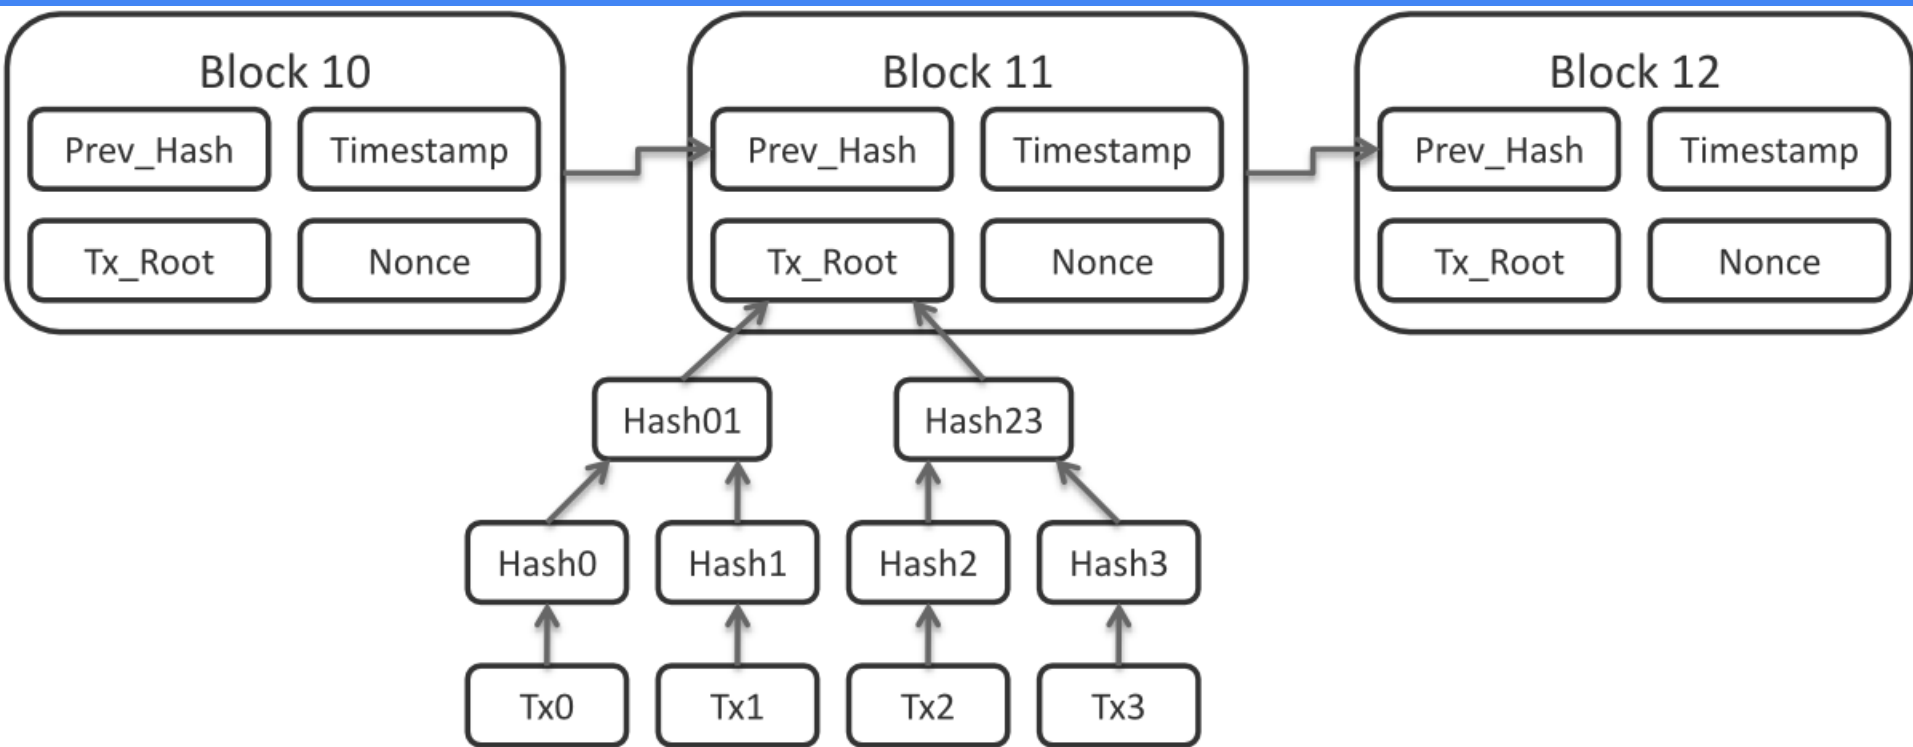 Block 10
Block 11
Block 12
Prev_Hash
Timestamp
Prev_Hash
Timestamp
Prev_Hash
Timestamp
Tx_Root
Nonce
Tx_Root
Nonce
Tx_Root
Nonce
Hash01
Hash23
Hash0
Hash1
Hash2
Hash3
Tx0
Tx1
Tx2
Tx3